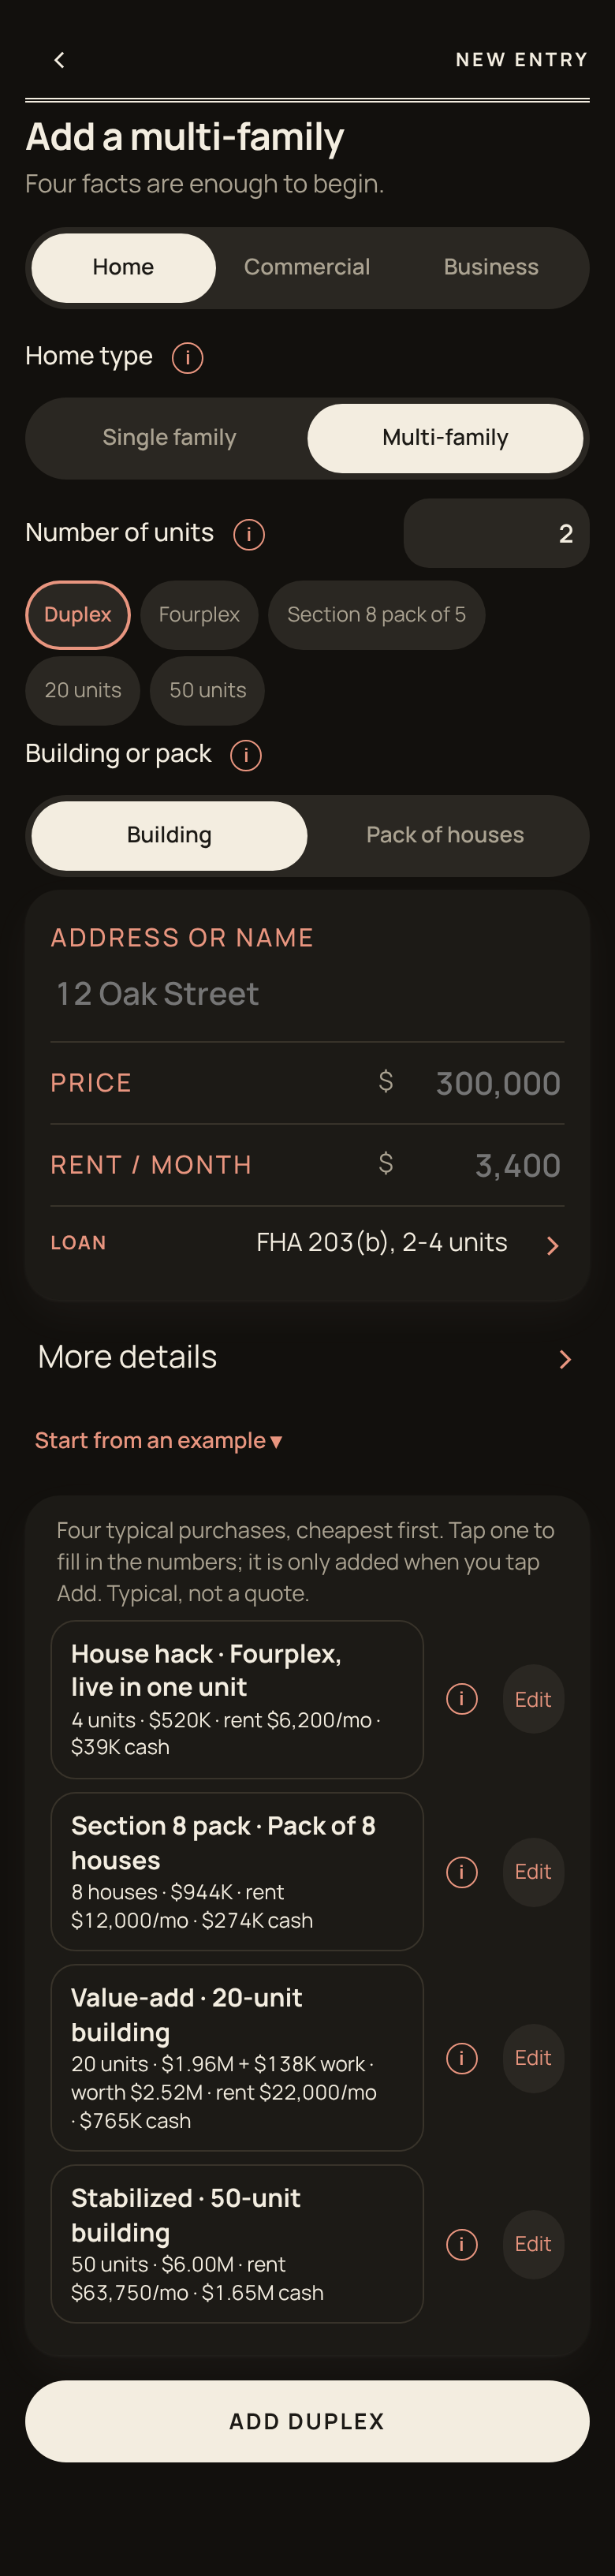 NEW ENTRY
Add a multi-family
Four facts are enough to begin.
Home Commercial Business
Home type i
Single family Multi-family
Number of units i 2
Duplex Fourplex Section 8 pack of 5
20 units 50 units
Building or pack i
Building Pack of houses
ADDRESS OR NAME
12 Oak Street
PRICE $ 300,000
RENT / MONTH $ 3,400
LOAN FHA 203(b), 2-4 units
More details
Start from an example ▾
Four typical purchases, cheapest first. Tap one to
fill in the numbers; it is only added when you tap
Add. Typical, not a quote.
House hack · Fourplex,
live in one unit
4 units · $520K · rent $6,200/mo ·
$39K cash
i Edit
Section 8 pack · Pack of 8
houses
8 houses · $944K · rent
$12,000/mo · $274K cash
i Edit
Value-add · 20-unit
building
20 units · $1.96M + $138K work ·
worth $2.52M · rent $22,000/mo
· $765K cash
i Edit
Stabilized · 50-unit
building
50 units · $6.00M · rent
$63,750/mo · $1.65M cash
i Edit
ADD DUPLEX